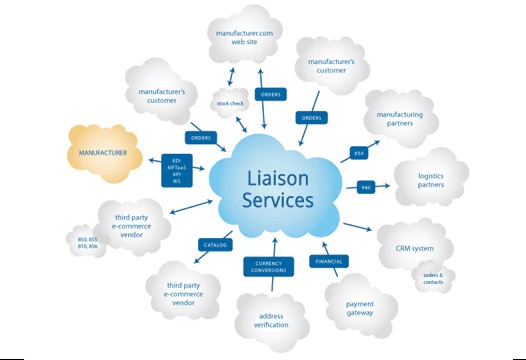 manufacturer.com
web site
manufacturer's
customer
manufacturer's
customer
stock check
ORDERS
ORDERS
ORDERS
manufacturing
partners
MANUFACTURER
EDI
MFTaaS
API
WS
850
940
Liaison
Services
logistics
partners
third party
e-commerce
vendor
850, 855
810, 856
CATALOG
CURRENCY
CONVERSIONS
FINANCIAL
CRM system
orders &
contacts
third party
e-commerce
vendor
address
verification
payment
gateway